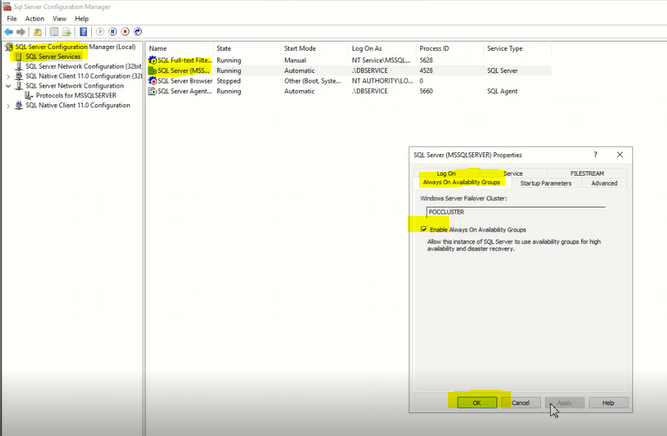 Sql Server Configuration Manager
File Action View Help
SQL Server Configuration Manager (Local)
SQL Server Services
SQL Server Network Configuration (32bit
SQL Native Client 11.0 Configuration (32
SQL Server Network Configuration
Protocols for MSSQLSERVER
SQL Native Client 11.0 Configuration
Name State Start Mode Log On As Process ID Service Type
SQL Full-text Filte... Running Manual NT Service\MSSQL... 5628
SQL Server (MSS... Running Automatic .\DBSERVICE 4528 SQL Server
SQL Server Browser Stopped Other (Boot, Syste... NT AUTHORITY\LO... 0
SQL Server Agent... Running Automatic .\DBSERVICE 5660 SQL Agent
SQL Server (MSSQLSERVER) Properties ?
Log On Service FILESTREAM
Always On Availability Groups Startup Parameters Advanced
Windows Server Failover Cluster:
POCCLUSTER
Enable Always On Availability Groups
Allow this instance of SQL Server to use availability groups for high
availability and disaster recovery.
OK Cancel Apply Help